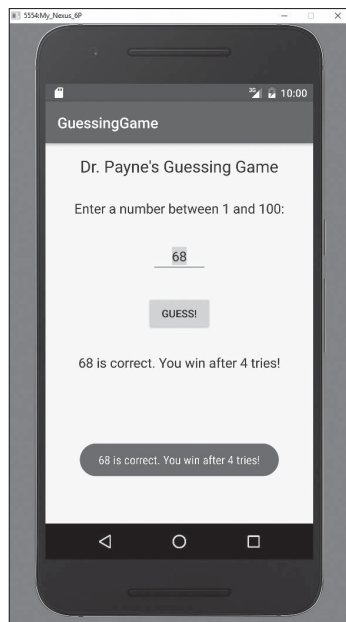 5554:My_Nexus_6P
3G 10:00
GuessingGame
Dr. Payne's Guessing Game
Enter a number between 1 and 100:
68
GUESS!
68 is correct. You win after 4 tries!
68 is correct. You win after 4 tries!